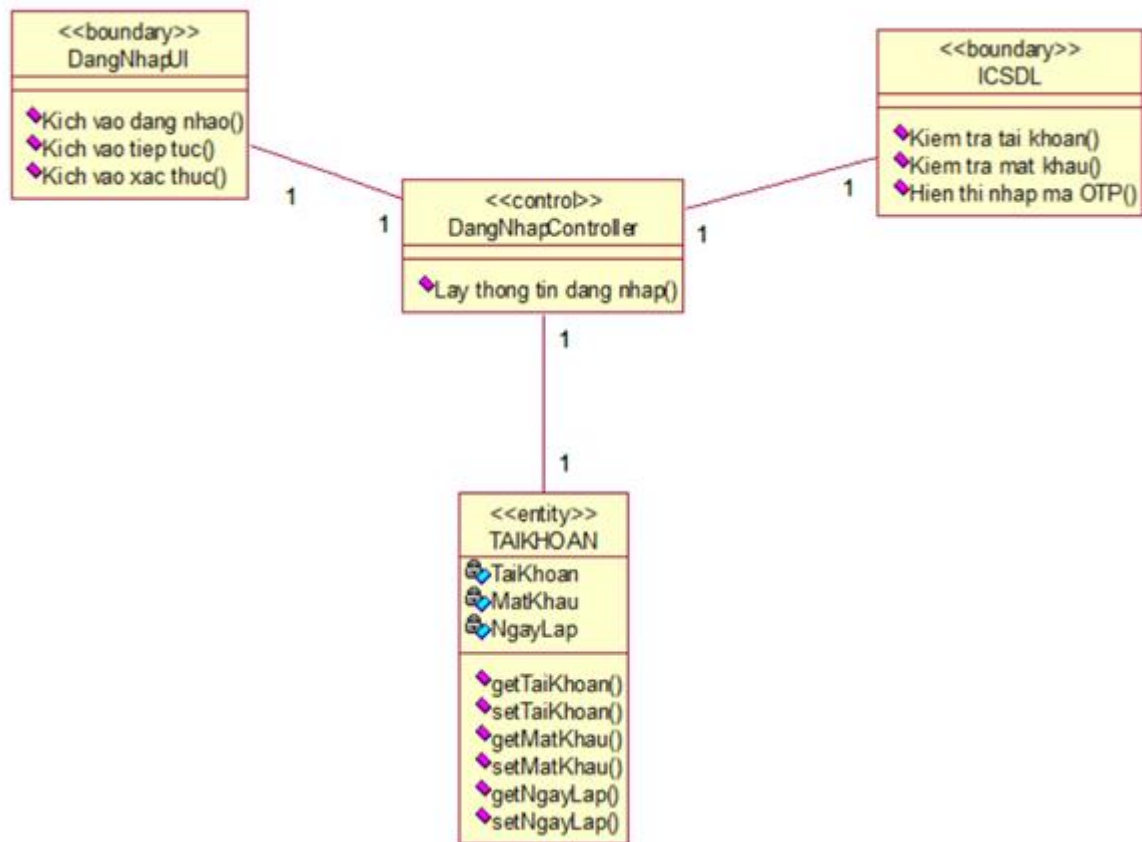 <<boundary>>
DangNhapUI
Kich vao dang nhao()
Kich vao tiep tuc()
Kich vao xac thuc()
1
1
<<control>>
DangNhapController
Lay thong tin dang nhap()
1
<<boundary>>
ICSDL
Kiem tra tai khoan()
Kiem tra mat khau()
Hien thi nhap ma OTP()
1
1
1
<<entity>>
TAIKHOAN
TaiKhoan
MatKhau
NgayLap
getTaiKhoan()
setTaiKhoan()
getMatKhau()
setMatKhau()
getNgayLap()
setNgayLap()